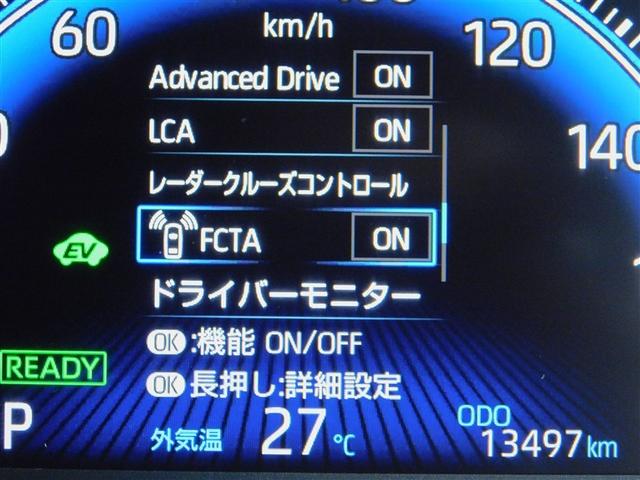 60
km/h
120
140
Advanced Drive ON
LCA ON
レーダークルーズコントロール
EV
FCTA ON
ドライバーモニター
OK:機能 ON/OFF
READY
OK長押し:詳細設定
P
外気温 27℃
ODO
13497km